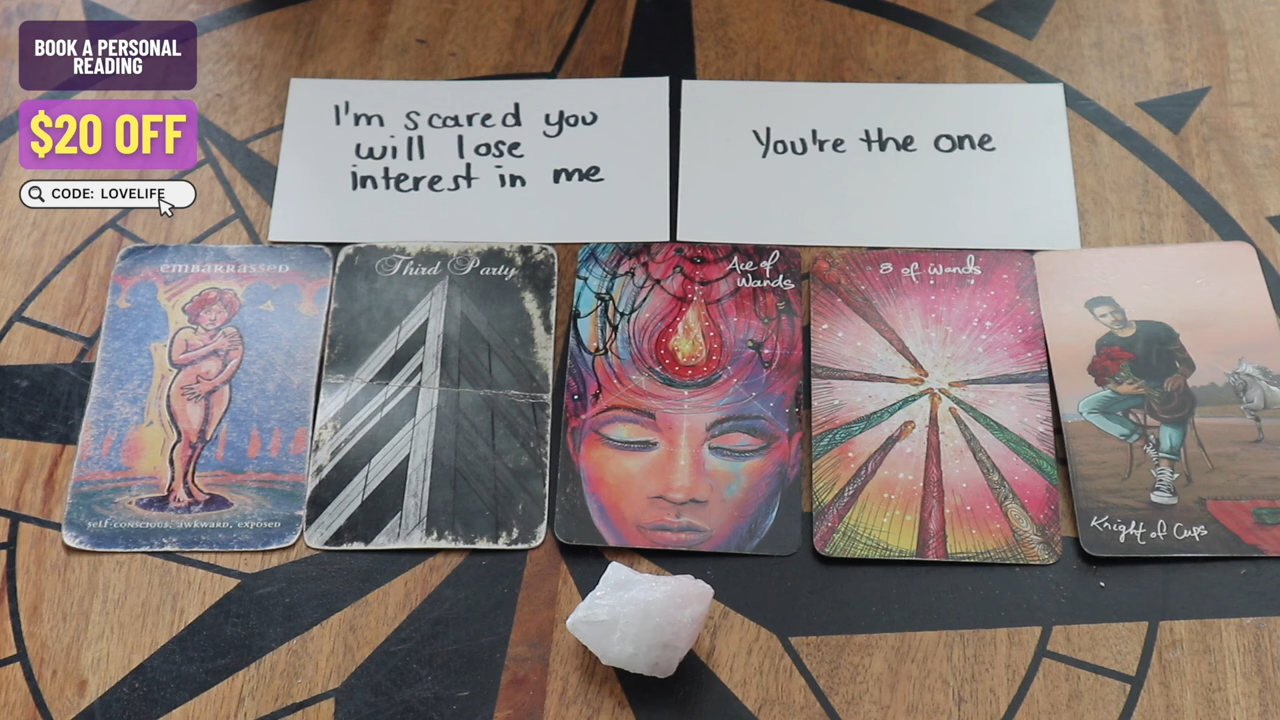 BOOK A PERSONAL
READING
$20 OFF
CODE: LOVELIFE
I'm scared you
will lose
interest in me
You're the one
EMBARRASSED
SELF-CONSCIOUS, AWKWARD, EXPOSED
Third Party
Ace of
Wands
8 of Wands
Knight of Cups